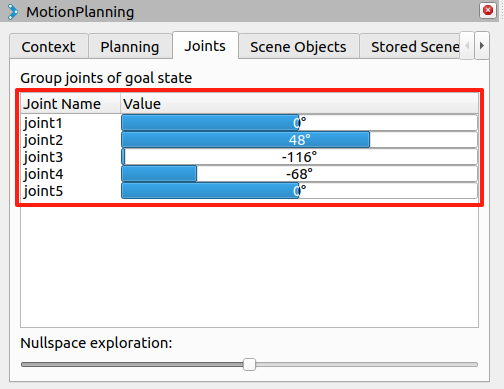 MotionPlanning
Context Planning Joints Scene Objects Stored Scene
Group joints of goal state
Joint Name Value
joint1 0°
joint2 48°
joint3 -116°
joint4 -68°
joint5 0°
Nullspace exploration: